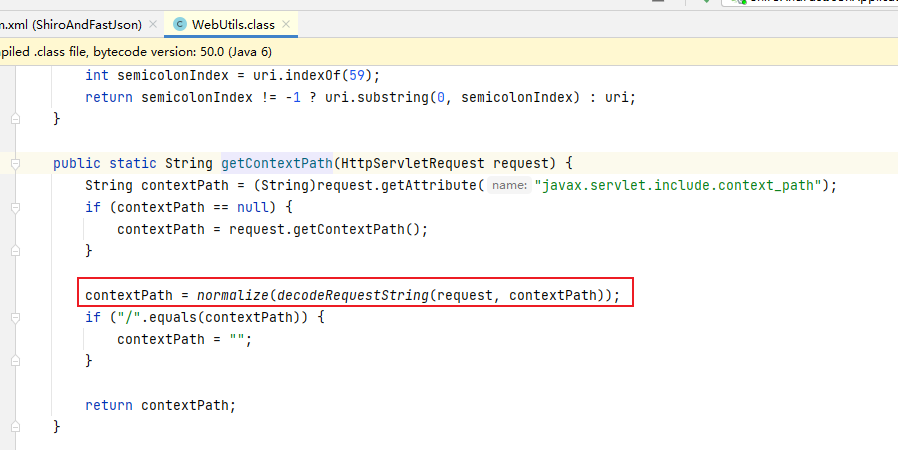 n.xml (ShiroAndFastJson) × WebUtils.class ×
piled .class file, bytecode version: 50.0 (Java 6)
int semicolonIndex = uri.indexOf(59);
return semicolonIndex != -1 ? uri.substring(0, semicolonIndex) : uri;
}
public static String getContextPath(HttpServletRequest request) {
String contextPath = (String)request.getAttribute( name: "javax.servlet.include.context_path");
if (contextPath == null) {
contextPath = request.getContextPath();
}
contextPath = normalize(decodeRequestString(request, contextPath));
if ("/".equals(contextPath)) {
contextPath = "";
}
return contextPath;
}